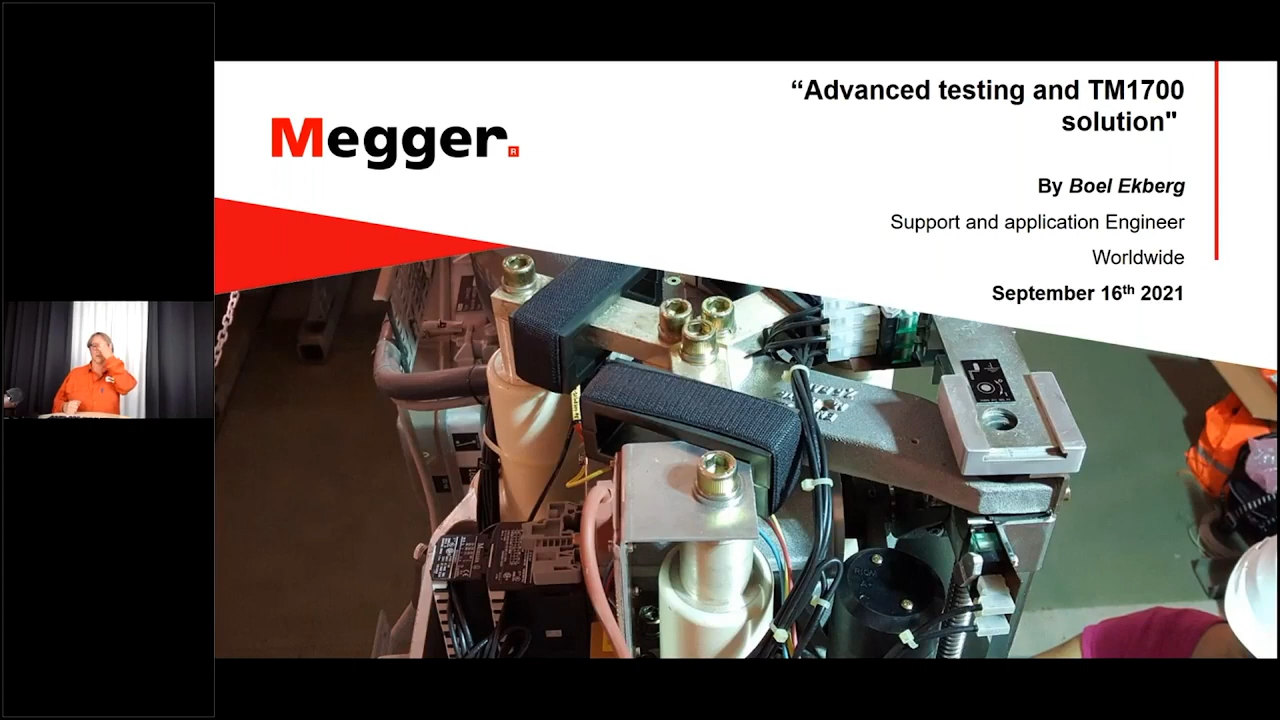 Megger.
R
“Advanced testing and TM1700
solution"
By Boel Ekberg
Support and application Engineer
Worldwide
September 16th 2021